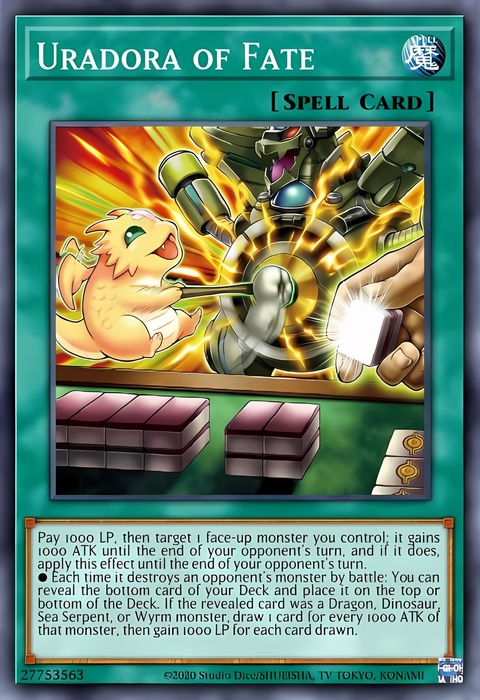 URADORA OF FATE
魔
[SPELL CARD]
Pay 1000 LP, then target 1 face-up monster you control; it gains
1000 ATK until the end of your opponent's turn, and if it does,
apply this effect until the end of your opponent's turn.
● Each time it destroys an opponent's monster by battle: You can
reveal the bottom card of your Deck and place it on the top or
bottom of the Deck. If the revealed card was a Dragon, Dinosaur,
Sea Serpent, or Wyrm monster, draw 1 card for every 1000 ATK of
that monster, then gain 1000 LP for each card drawn.
27753563 ©2020 Studio Dice/SHUEISHA, TV TOKYO, KONAMI